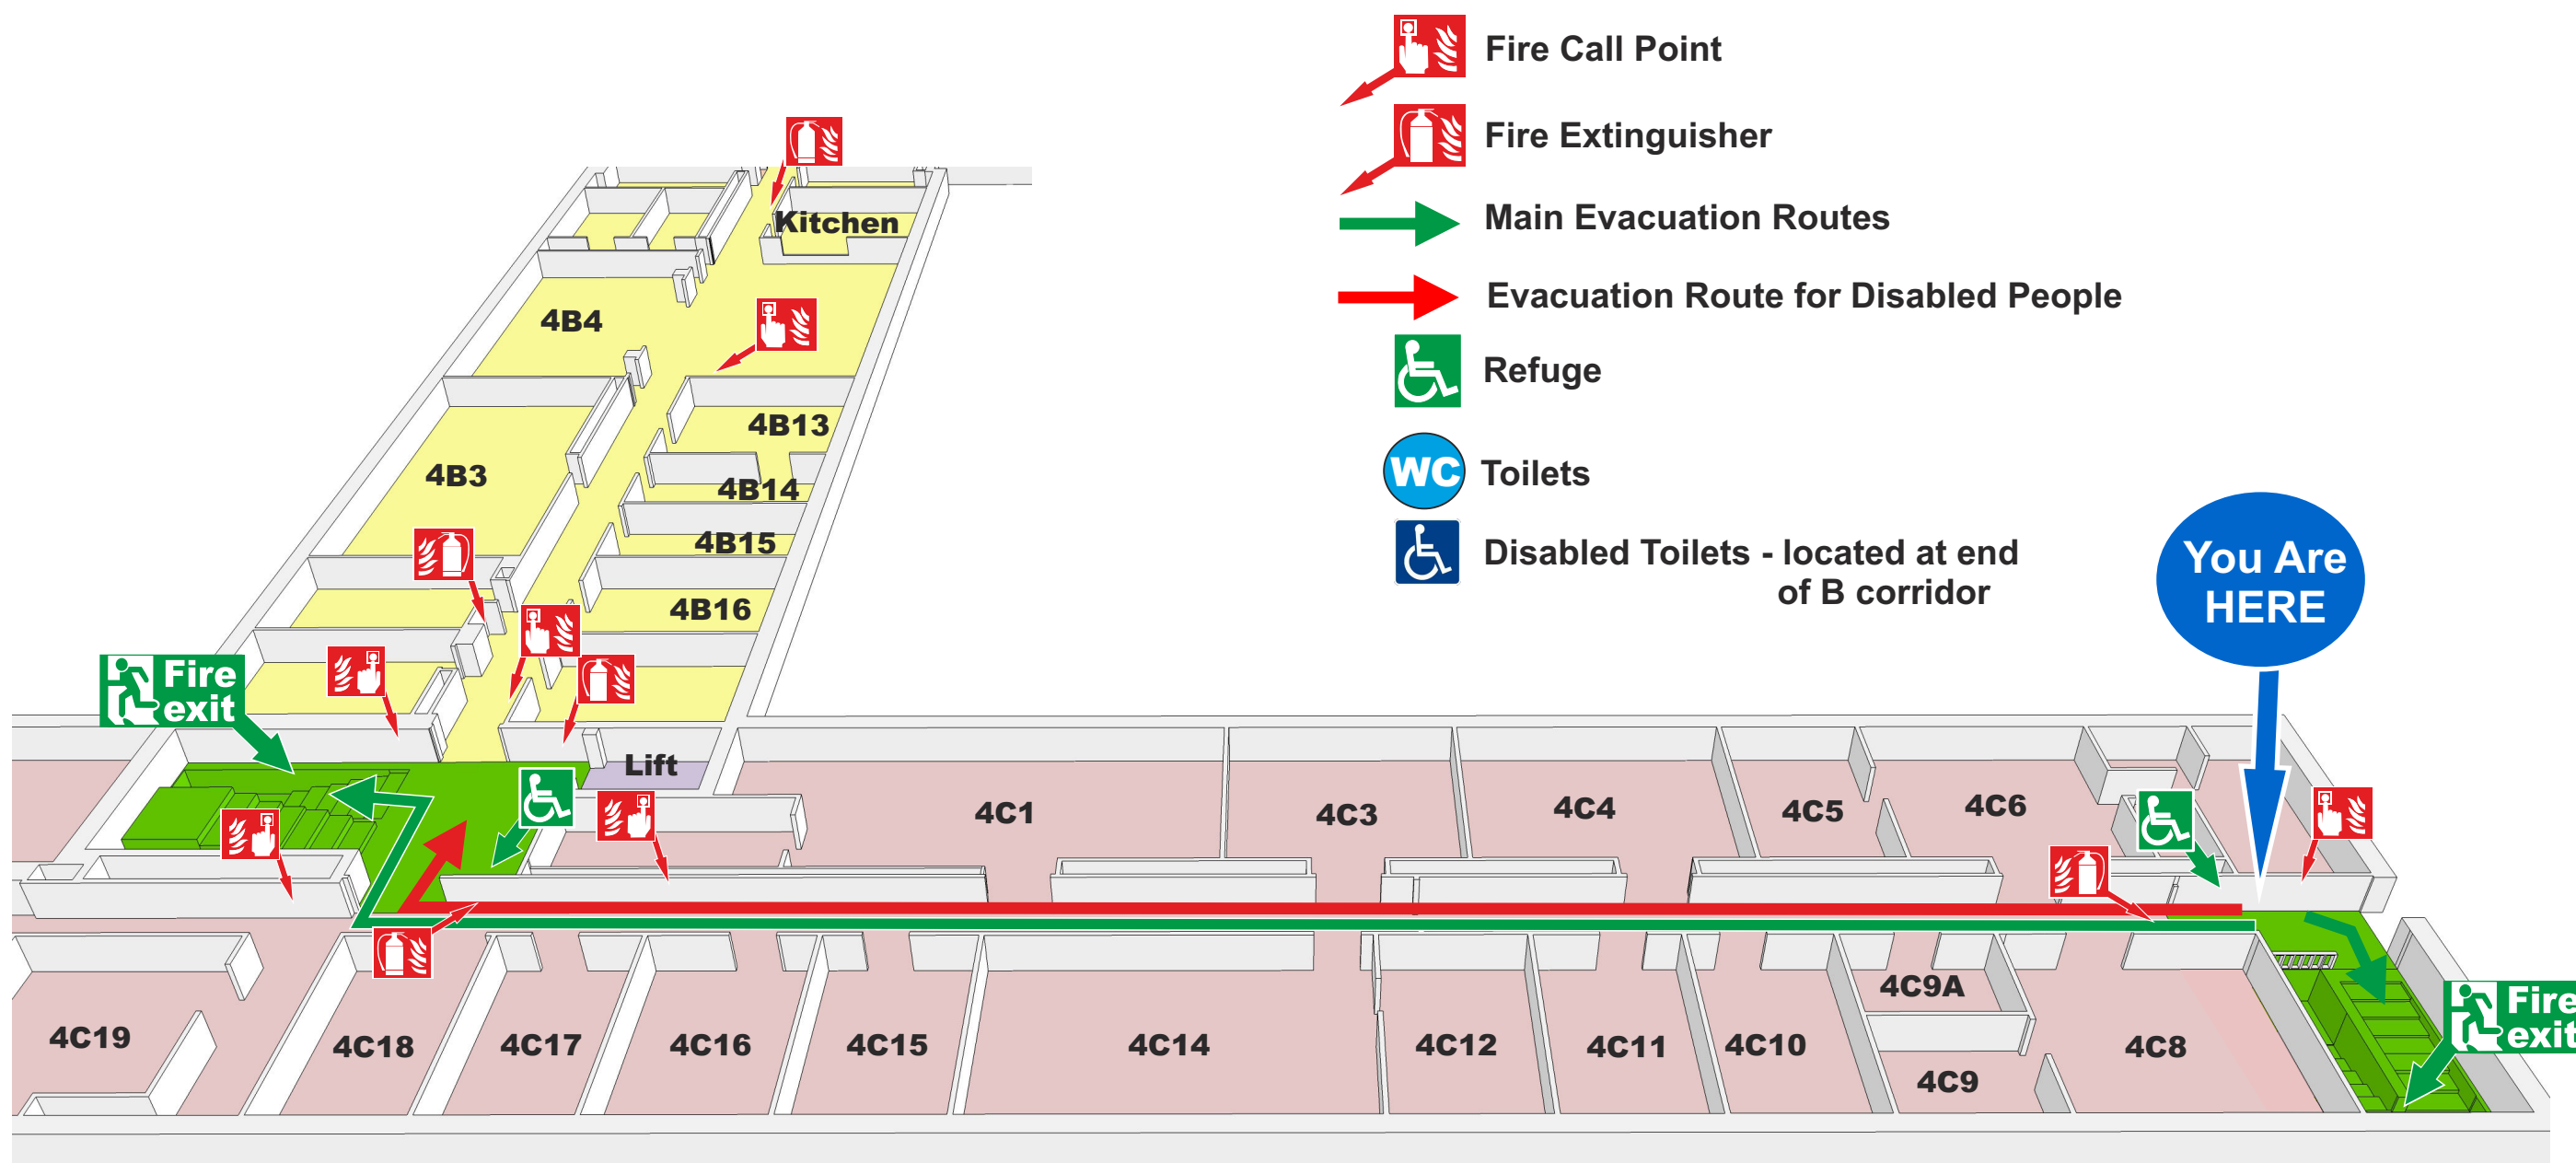 Fire Call Point
Fire Extinguisher
Main Evacuation Routes
Evacuation Route for Disabled People
Refuge
WC Toilets
Disabled Toilets - located at end
of B corridor
You Are
HERE
Kitchen
4B4
4B13
4B3
4B14
4B15
4B16
Fire
exit
Lift
4C1
4C3
4C4
4C5
4C6
4C19
4C18
4C17
4C16
4C15
4C14
4C12
4C11
4C10
4C9A
4C9
4C8
Fire
exit